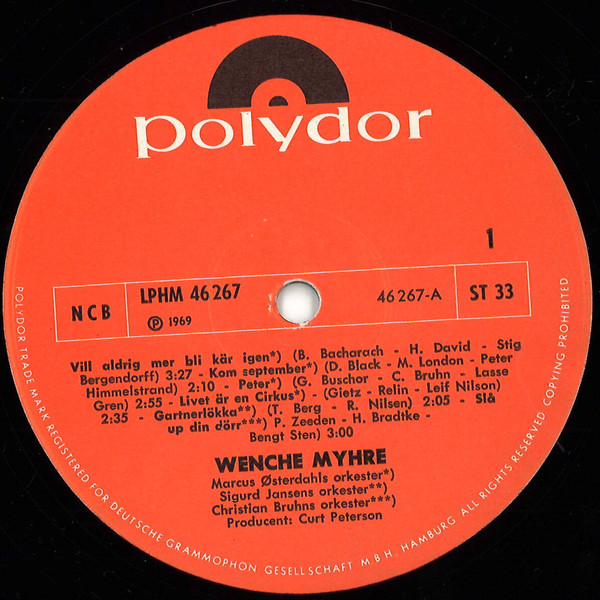 polydor
1
NCB
LPHM 46267
℗ 1969
46267-A
ST 33
Vill aldrig mer bli kär igen*) (B. Bacharach - H. David - Stig
Bergendorff) 3:27 - Kom september*) (D. Black - M. London - Peter
Himmelstrand) 2:10 - Peter*) (G. Buschor - C. Bruhn - Lasse
Gren) 2:55 - Livet är en Cirkus*) - (Gietz - Relin - Leif Nilson)
2:35 - Gartnerlökka**) (T. Berg - R. Nilsen) 2:05 - Slå
up din dörr***) P. Zeeden - H. Bradtke -
Bengt Sten) 3:00
WENCHE MYHRE
Marcus Østerdahls orkester*)
Sigurd Jansens orkester**)
Christian Bruhns orkester***)
Producent: Curt Peterson
POLYDOR TRADE MARK REGISTERED FOR DEUTSCHE GRAMMOPHON GESELLSCHAFT M.B.H. HAMBURG ALL RIGHTS RESERVED COPYING PROHIBITED